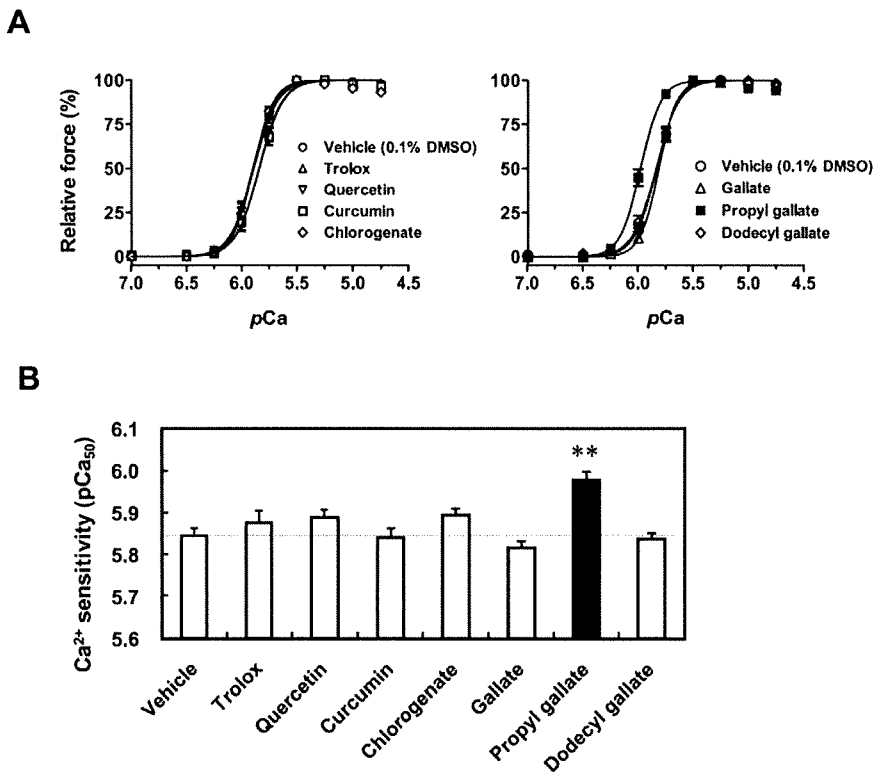 A
Relative force (%)
100
75
50
25
0
7.0 6.5 6.0 5.5 5.0 4.5
pCa
Vehicle (0.1% DMSO)
Trolox
Quercetin
Curcumin
Chlorogenate
100
75
50
25
0
7.0 6.5 6.0 5.5 5.0 4.5
pCa
Vehicle (0.1% DMSO)
Gallate
Propyl gallate
Dodecyl gallate
B
Ca²⁺ sensitivity (pCa₅₀)
6.1
6.0
5.9
5.8
5.7
5.6
**
Vehicle
Trolox
Quercetin
Curcumin
Chlorogenate
Gallate
Propyl gallate
Dodecyl gallate